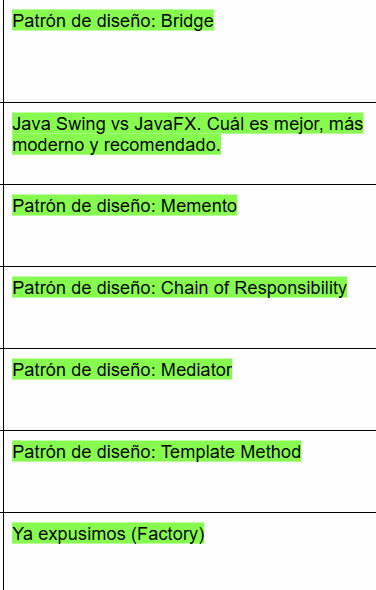 Patrón de diseño: Bridge
Java Swing vs JavaFX. Cuál es mejor, más
moderno y recomendado.
Patrón de diseño: Memento
Patrón de diseño: Chain of Responsibility
Patrón de diseño: Mediator
Patrón de diseño: Template Method
Ya expusimos (Factory)